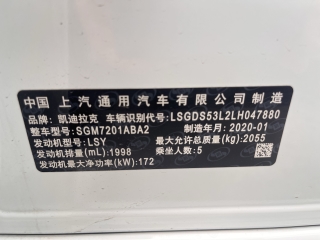 中国 上汽通用汽车有限公司 制造
品牌: 凯迪拉克 车辆识别代号: LSGDS53L2LH047880
整车型号: SGM7201ABA2 制造年月: 2020-01
发动机型号: LSY 最大允许总质量(kg): 2055
发动机排量(mL): 1998 乘坐人数: 5
发动机最大净功率(kW): 172